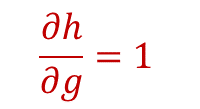 ∂h/∂g = 1